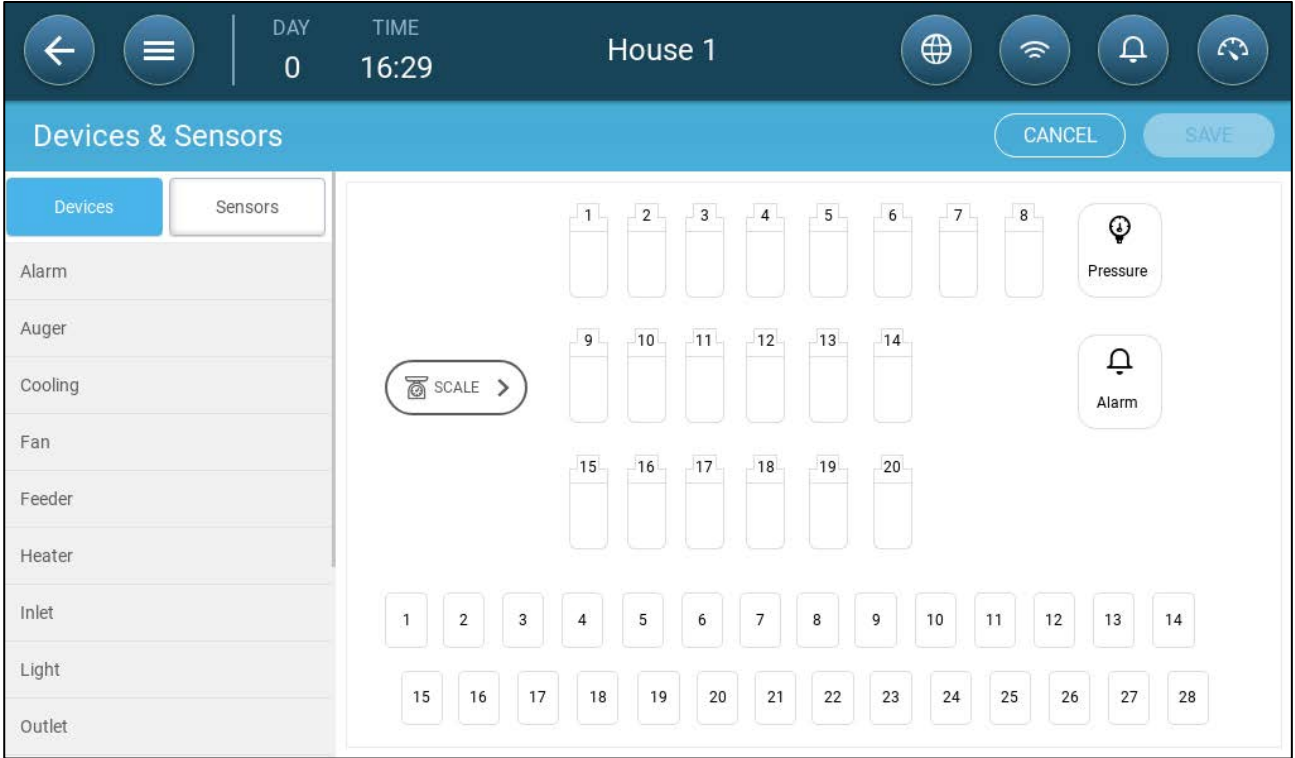 DAY TIME
0 16:29 House 1
Devices & Sensors CANCEL SAVE
Devices Sensors
Alarm
Auger
Cooling
Fan
Feeder
Heater
Inlet
Light
Outlet
1 2 3 4 5 6 7 8
Pressure
9 10 11 12 13 14
SCALE
Alarm
15 16 17 18 19 20
1 2 3 4 5 6 7 8 9 10 11 12 13 14
15 16 17 18 19 20 21 22 23 24 25 26 27 28